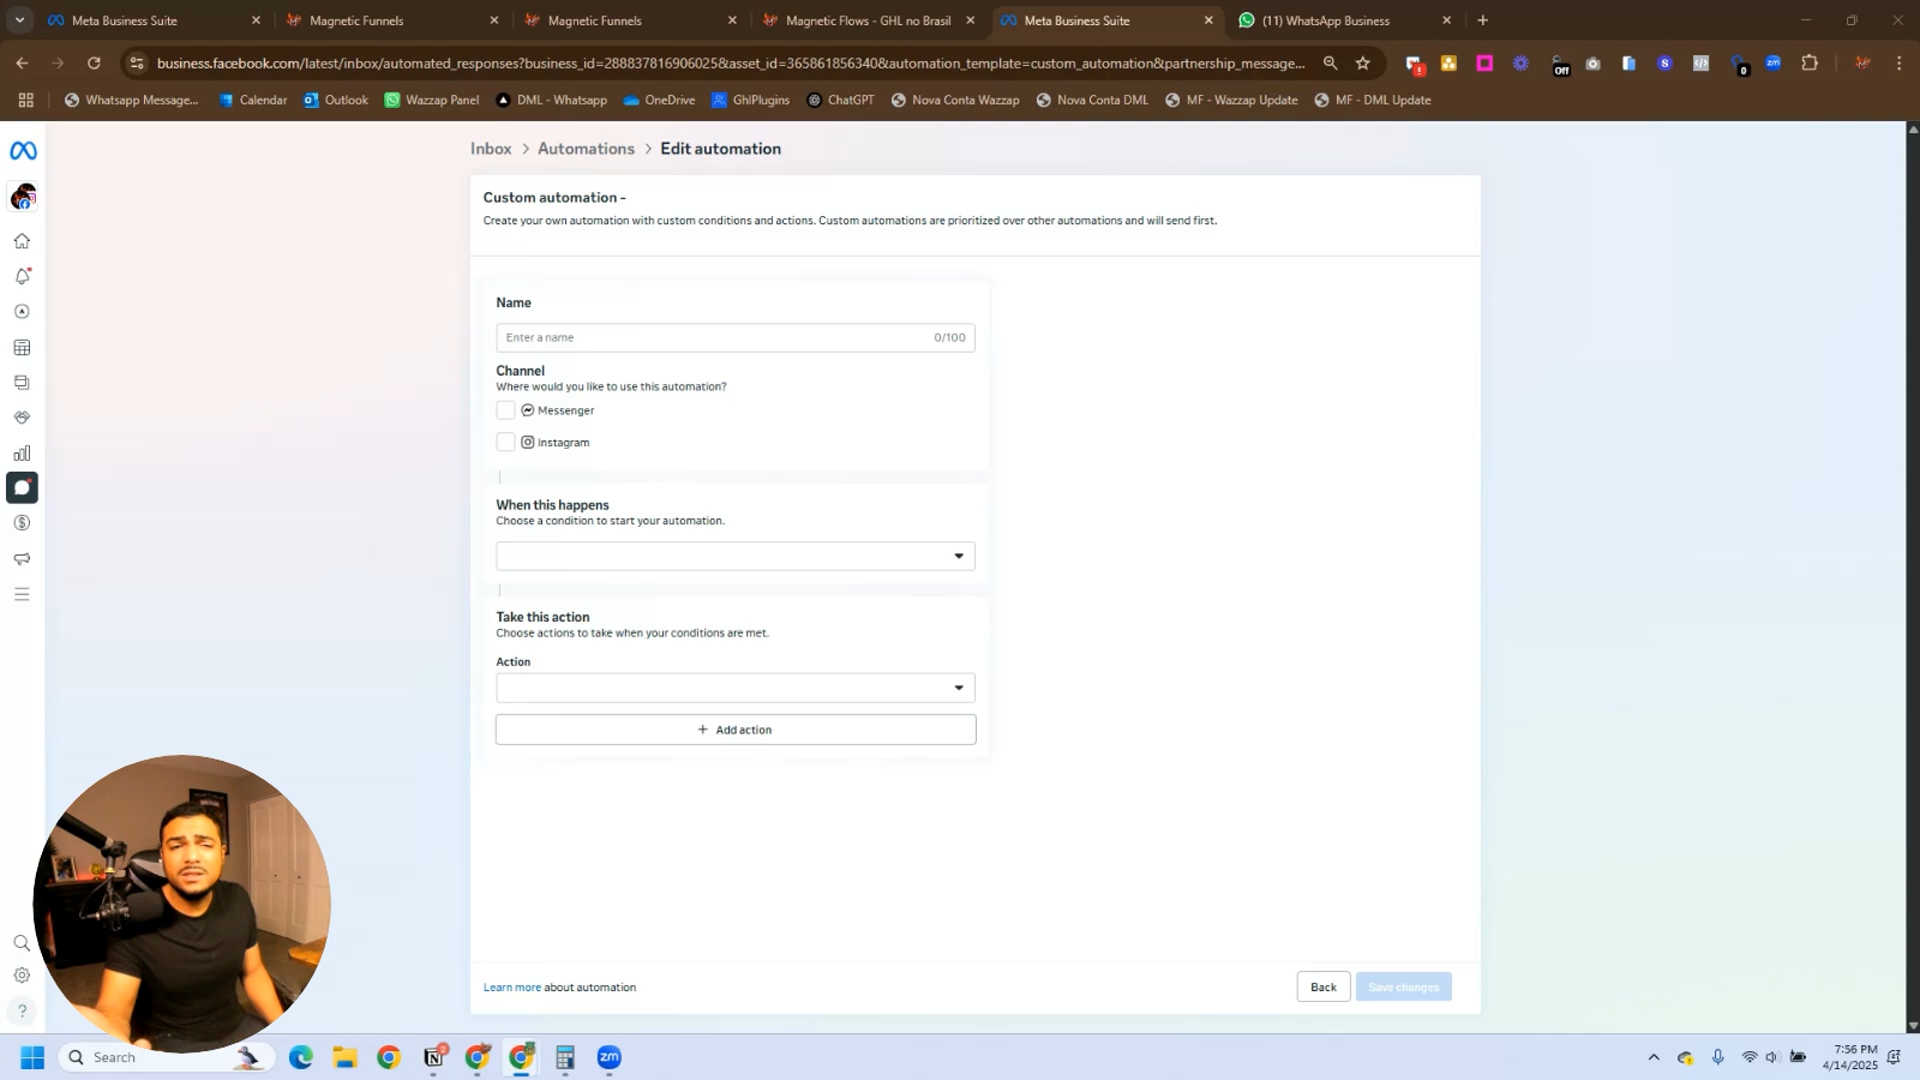 Meta Business Suite
Magnetic Funnels
Magnetic Funnels
Magnetic Flows - GHL no Brasil
Meta Business Suite
(11) WhatsApp Business
business.facebook.com/latest/inbox/automated_responses?business_id=288837816906025&asset_id=3658618563​40&automation_template=custom_automation&partnership_message...
Off
0
zm
Whatsapp Message...
Calendar
Outlook
Wazzap Panel
DML - Whatsapp
OneDrive
GhlPlugins
ChatGPT
Nova Conta Wazzap
Nova Conta DML
MF - Wazzap Update
MF - DML Update
Inbox > Automations > Edit automation
Custom automation -
Create your own automation with custom conditions and actions. Custom automations are prioritized over other automations and will send first.
Name
Enter a name
0/100
Channel
Where would you like to use this automation?
Messenger
Instagram
When this happens
Choose a condition to start your automation.
Take this action
Choose actions to take when your conditions are met.
Action
+ Add action
Learn more about automation
Back
Save changes
Search
2
zm
7:56 PM
4/14/2025